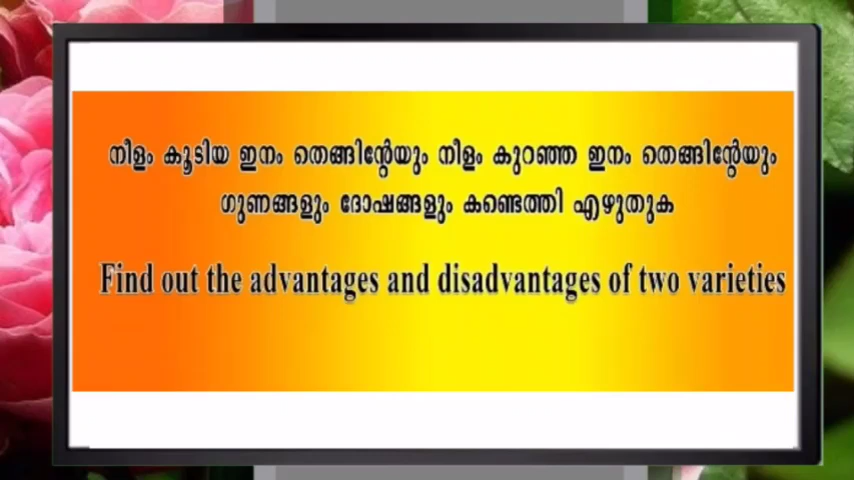 നീളം കൂടിയ ഇനം തെങ്ങിന്റേയും നീളം കുറഞ്ഞ ഇനം തെങ്ങിന്റേയും
ഗുണങ്ങളും ദോഷങ്ങളും കണ്ടെത്തി എഴുതുക
Find out the advantages and disadvantages of two varieties